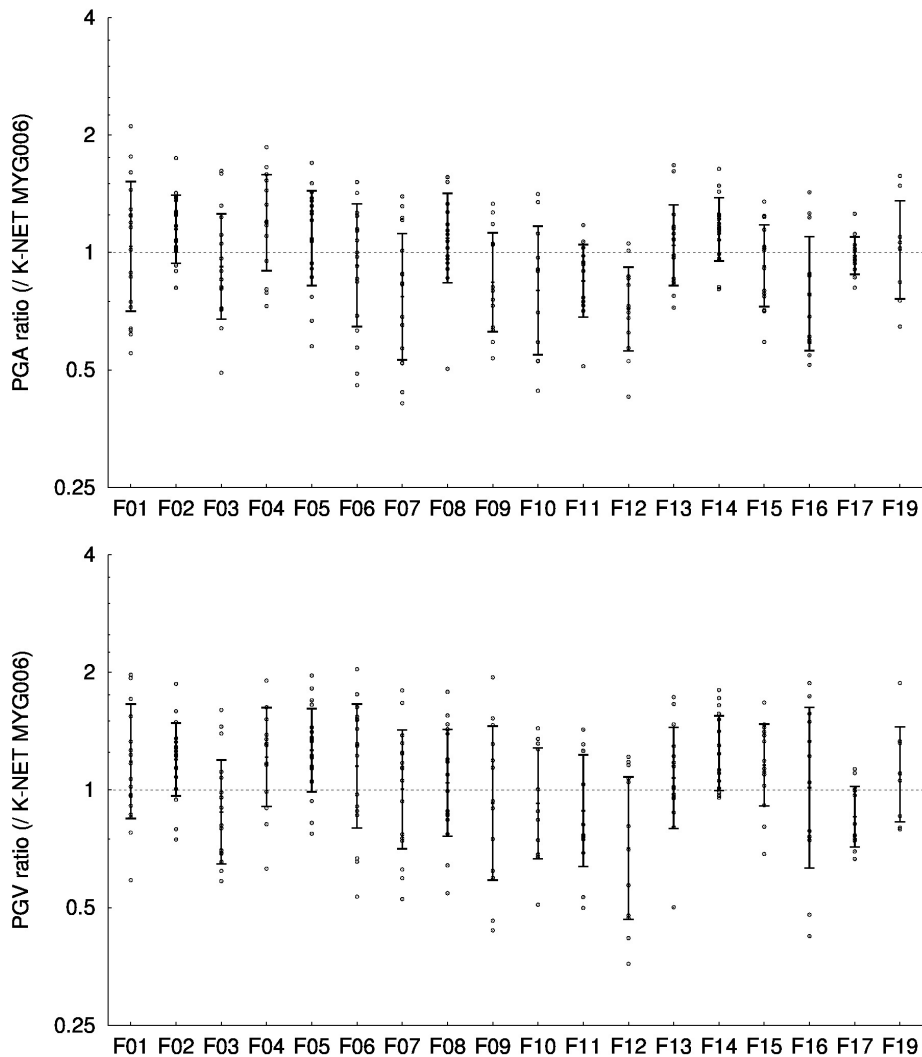 4
2
1
0.5
0.25
PGA ratio (/ K-NET MYG006)
F01 F02 F03 F04 F05 F06 F07 F08 F09 F10 F11 F12 F13 F14 F15 F16 F17 F19
4
2
1
0.5
0.25
PGV ratio (/ K-NET MYG006)
F01 F02 F03 F04 F05 F06 F07 F08 F09 F10 F11 F12 F13 F14 F15 F16 F17 F19